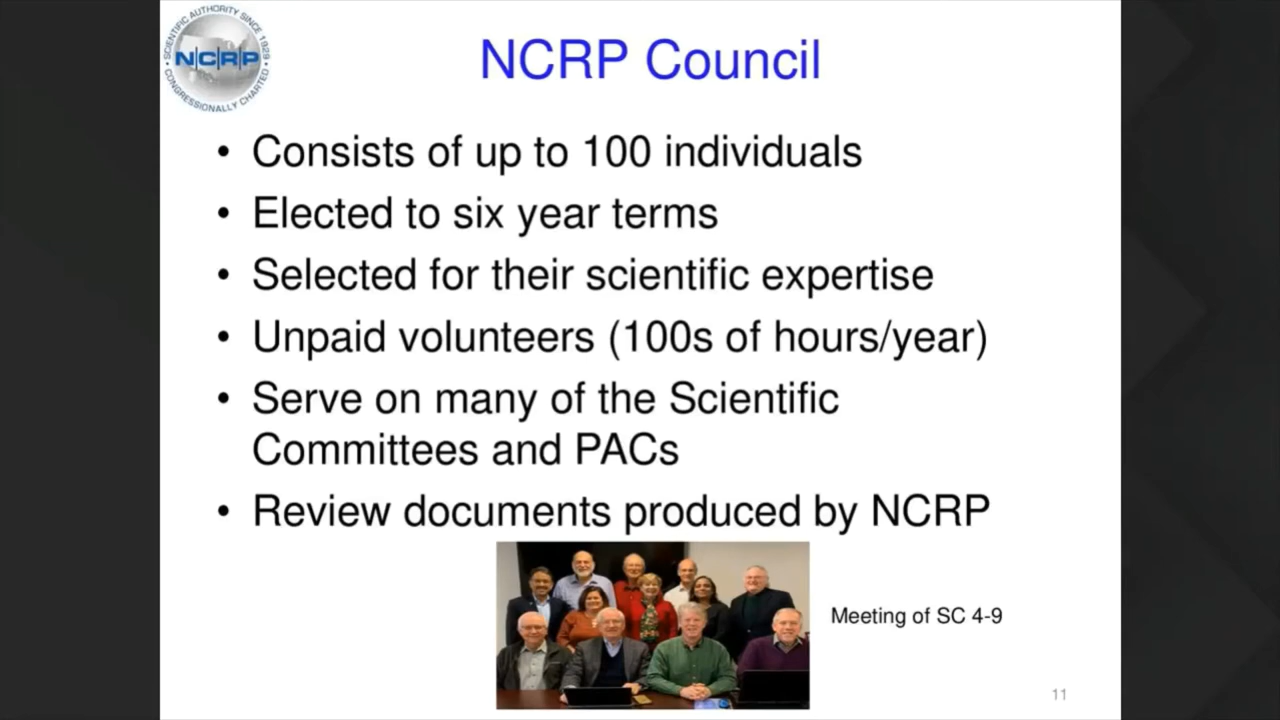 SCIENTIFIC AUTHORITY SINCE 1929
NCRP
CONGRESSIONALLY CHARTED
NCRP Council
• Consists of up to 100 individuals
• Elected to six year terms
• Selected for their scientific expertise
• Unpaid volunteers (100s of hours/year)
• Serve on many of the Scientific
Committees and PACs
• Review documents produced by NCRP
Meeting of SC 4-9
11